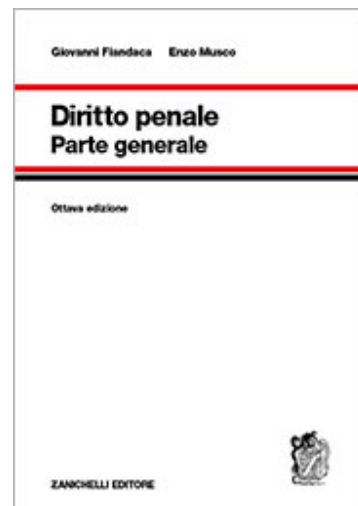 Giovanni Fiandaca Enzo Musco
Diritto penale
Parte generale
Ottava edizione
ZANICHELLI EDITORE